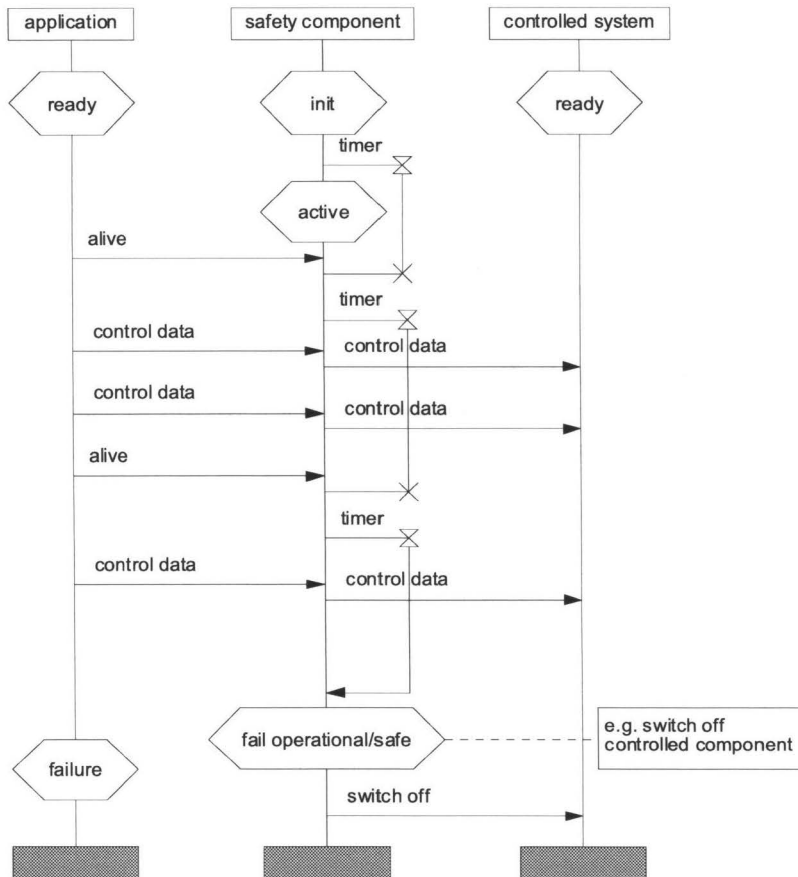 application
safety component
controlled system
ready
init
ready
timer
active
alive
timer
control data
control data
control data
control data
alive
timer
control data
control data
fail operational/safe
e.g. switch off
controlled component
failure
switch off